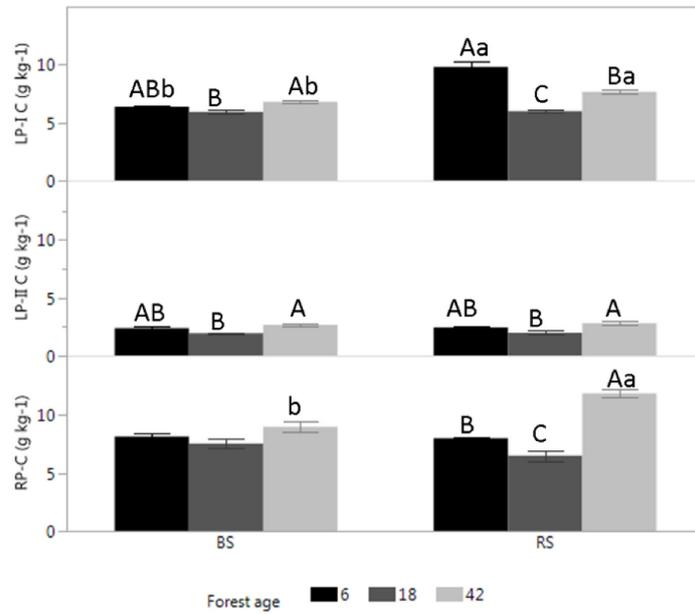 LP-I C (g kg-1)
10
5
0
ABb B Ab Aa C Ba
LP-II C (g kg-1)
10
5
0
AB B A AB B A
RP-C (g kg-1)
10
5
0
b B C Aa
BS RS
Forest age 6 18 42